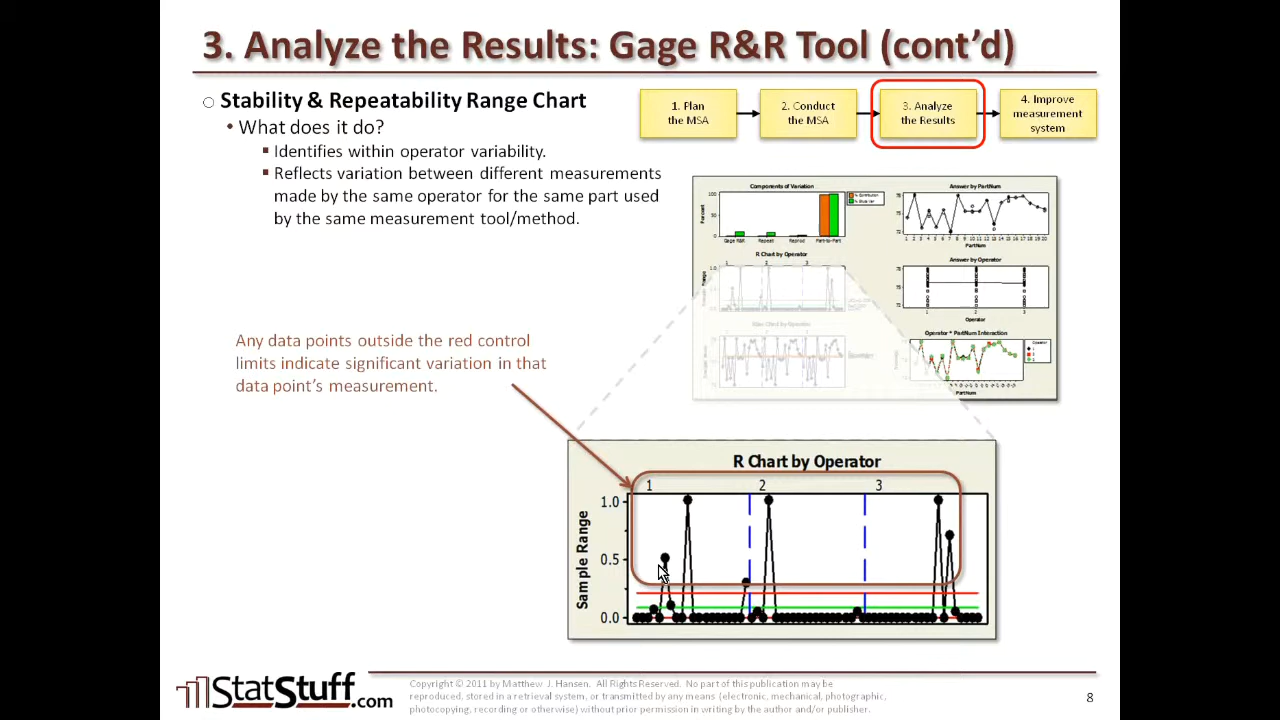 3. Analyze the Results: Gage R&R Tool (cont’d)
Stability & Repeatability Range Chart
• What does it do?
Identifies within operator variability.
Reflects variation between different measurements
made by the same operator for the same part used
by the same measurement tool/method.
1. Plan
the MSA
2. Conduct
the MSA
3. Analyze
the Results
4. Improve
measurement
system
Components of Variation
Percent
Gage R&R Repeat Reprod Part-to-Part
% Contribution
Answer by PartNum
PartNum
R Chart by Operator
Answer by Operator
1 2 3
Operator
Operator * PartNum Interaction
Operator
PartNum
Any data points outside the red control
limits indicate significant variation in that
data point’s measurement.
R Chart by Operator
1 2 3
Sample Range
1.0
0.5
0.0
StatStuff.com
Copyright © 2011 by Matthew J. Hansen. All Rights Reserved. No part of this publication may be
reproduced, stored in a retrieval system, or transmitted by any means (electronic, mechanical, photographic,
photocopying, recording or otherwise) without prior permission in writing by the author and/or publisher.
8